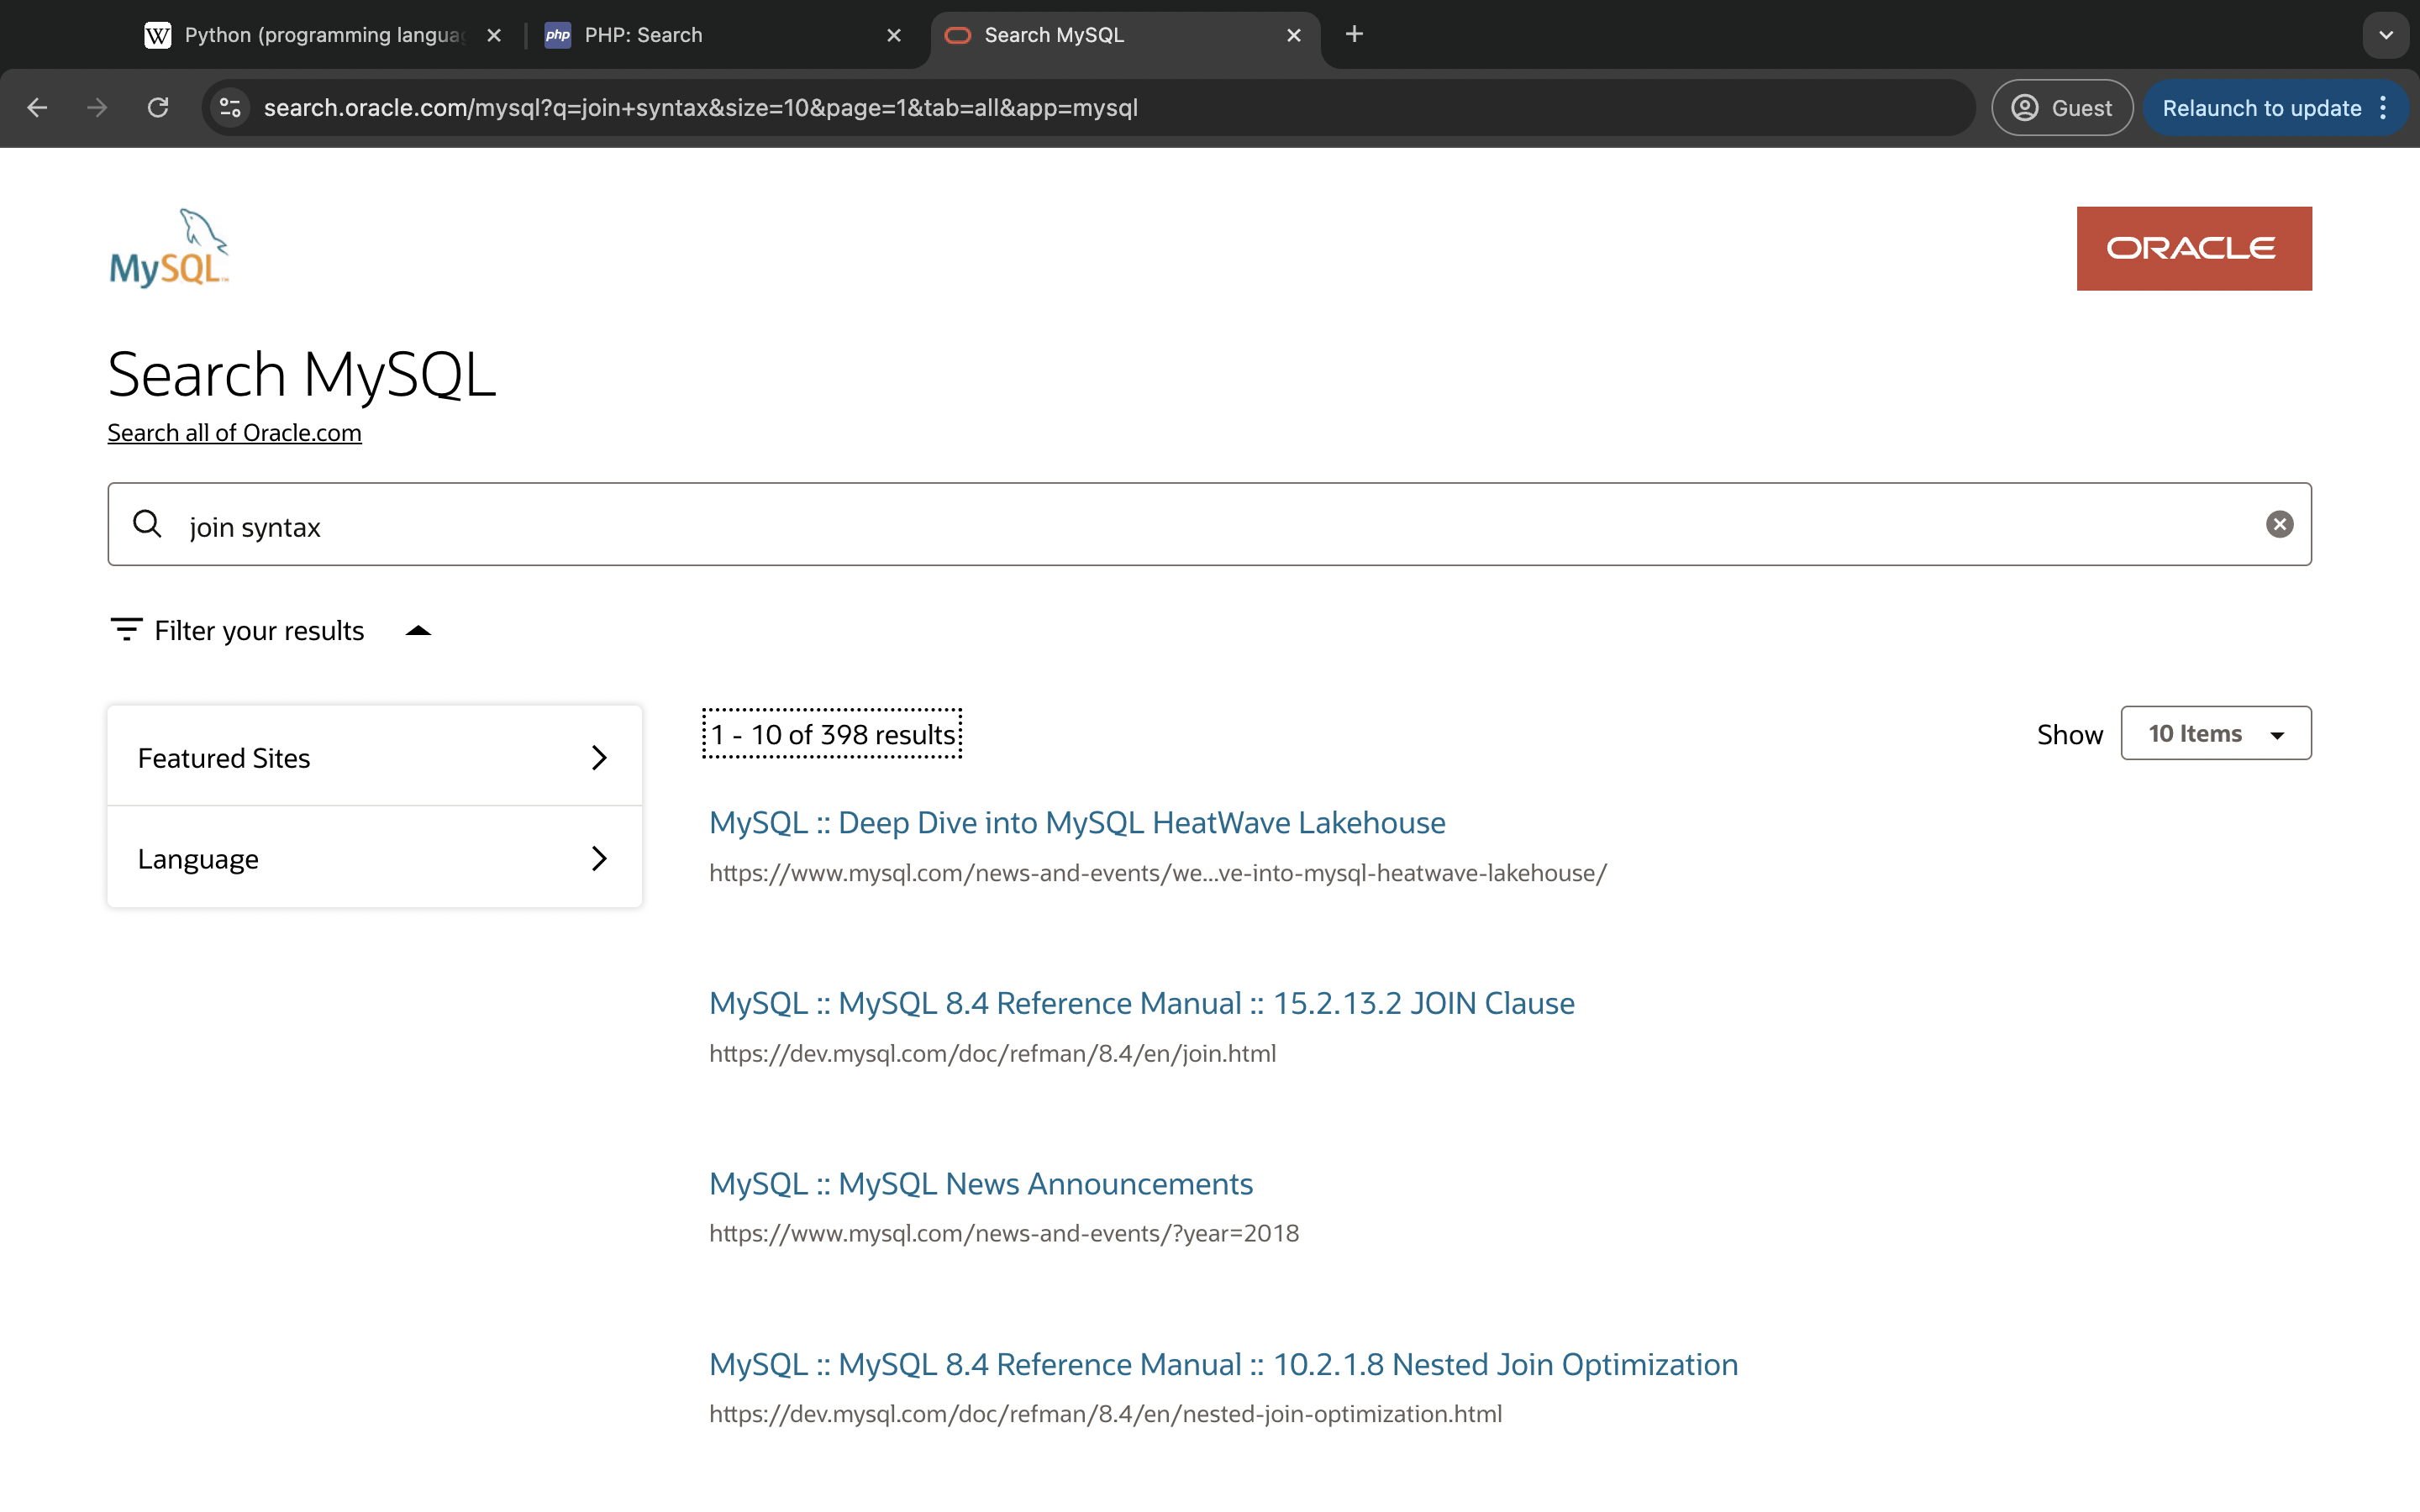 Python (programming langua
PHP: Search
Search MySQL
search.oracle.com/mysql?q=join+syntax&size=10&page=1&tab=all&app=mysql
Guest
Relaunch to update
MySQL
ORACLE
Search MySQL
Search all of Oracle.com
join syntax
Filter your results
Featured Sites
Language
1 - 10 of 398 results
Show
10 Items
MySQL :: Deep Dive into MySQL HeatWave Lakehouse
https://www.mysql.com/news-and-events/we...ve-into-mysql-heatwave-lakehouse/
MySQL :: MySQL 8.4 Reference Manual :: 15.2.13.2 JOIN Clause
https://dev.mysql.com/doc/refman/8.4/en/join.html
MySQL :: MySQL News Announcements
https://www.mysql.com/news-and-events/?year=2018
MySQL :: MySQL 8.4 Reference Manual :: 10.2.1.8 Nested Join Optimization
https://dev.mysql.com/doc/refman/8.4/en/nested-join-optimization.html